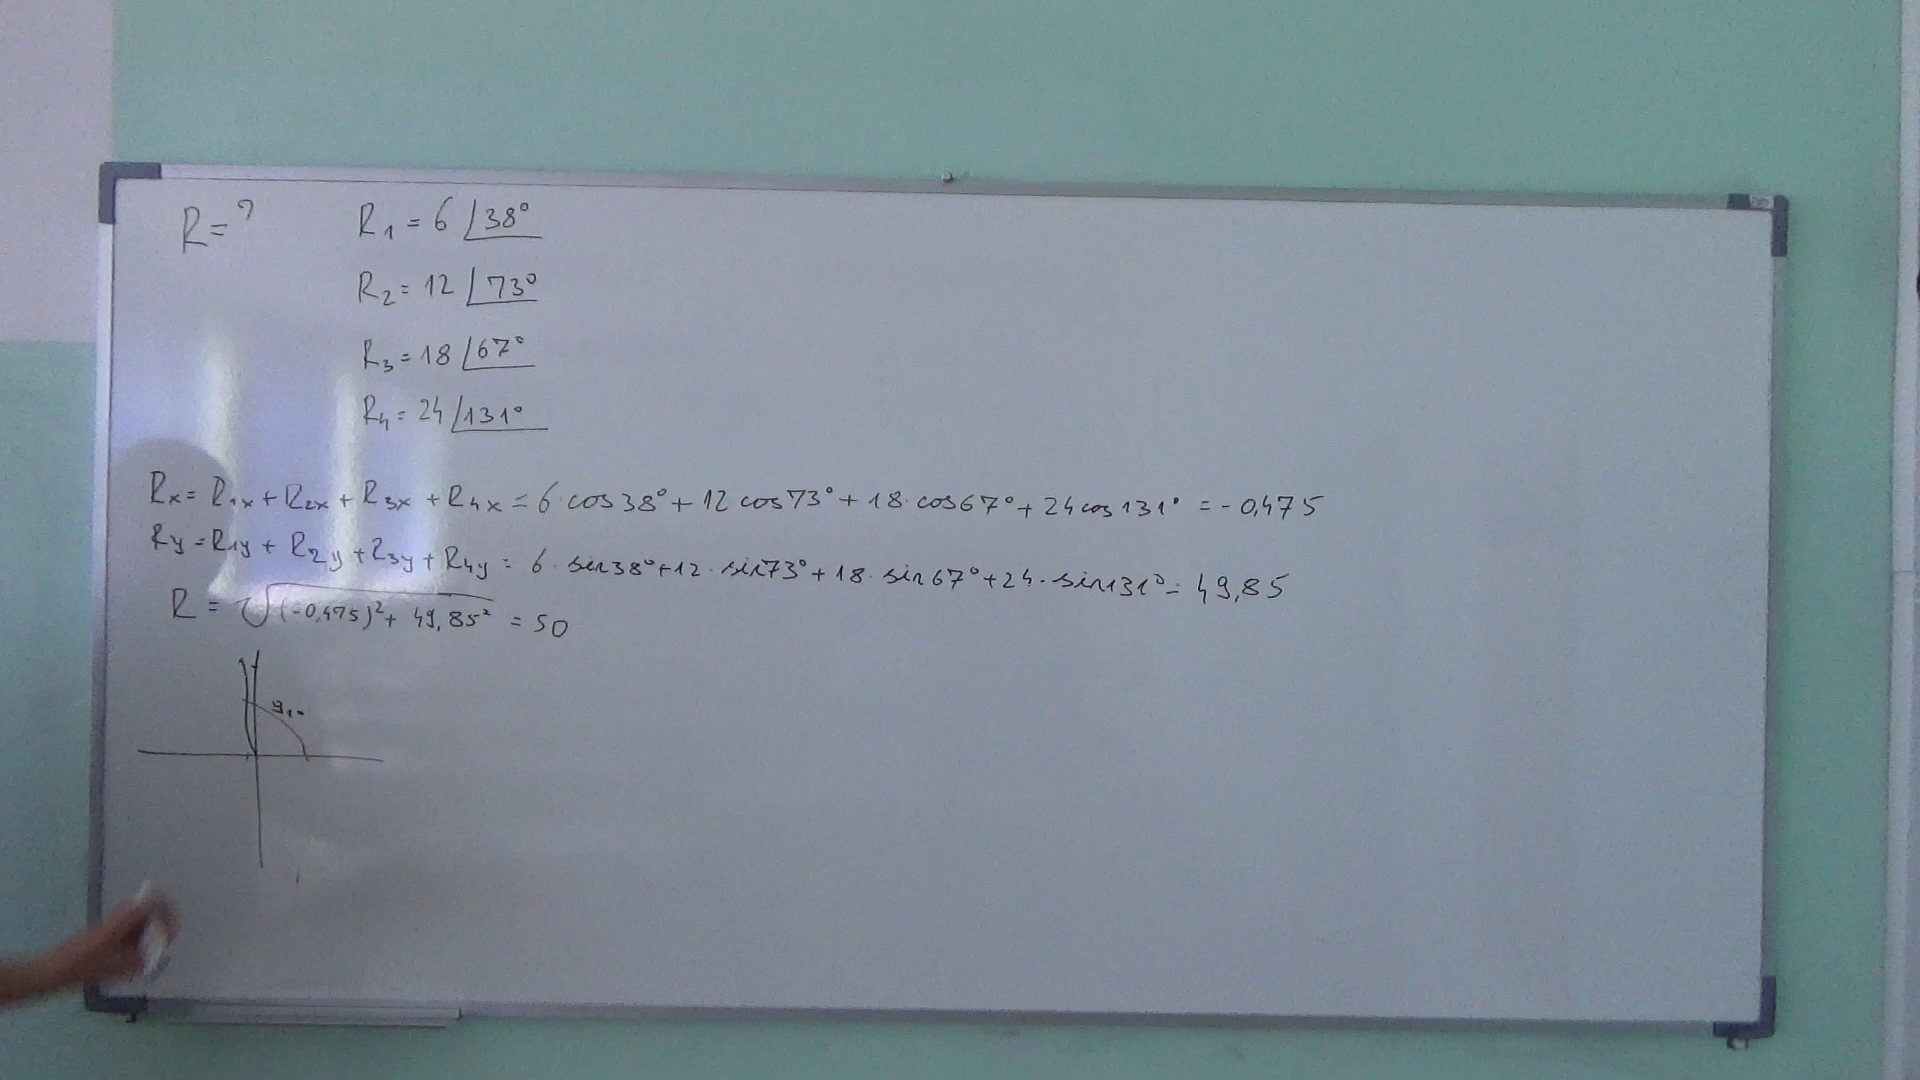 R = ?
R₁ = 6 ∠38°
R₂ = 12 ∠73°
R₃ = 18 ∠67°
R₄ = 24 ∠131°
Rx = R₁x + R₂x + R₃x + R₄x = 6·cos38° + 12 cos73° + 18·cos67° + 24cos131° = -0,475
Ry = R₁y + R₂y + R₃y + R₄y = 6·sin38° + 12·sin73° + 18·sin67° + 24·sin131° = 49,85
R = √((-0,475)² + 49,85²) = 50